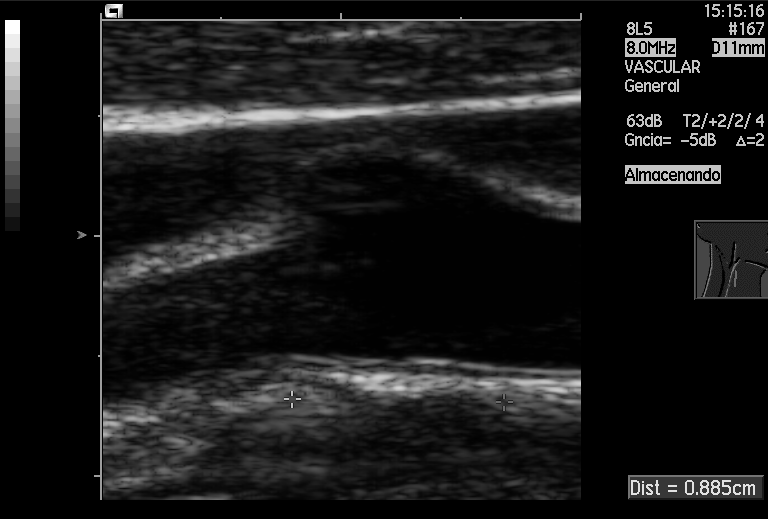 15:15:16
8L5 #167
8.0MHz D11mm
VASCULAR
General
63dB T2/+2/2/ 4
Gncia= -5dB Δ=2
Almacenando
Dist = 0.885cm